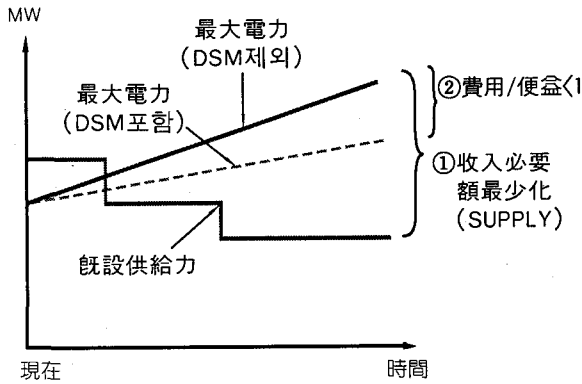 MW
最大電力
(DSM제외)
最大電力
(DSM포함)
②費用/便益〈1
①收入必要
額最少化
(SUPPLY)
旣設供給力
現在
時間